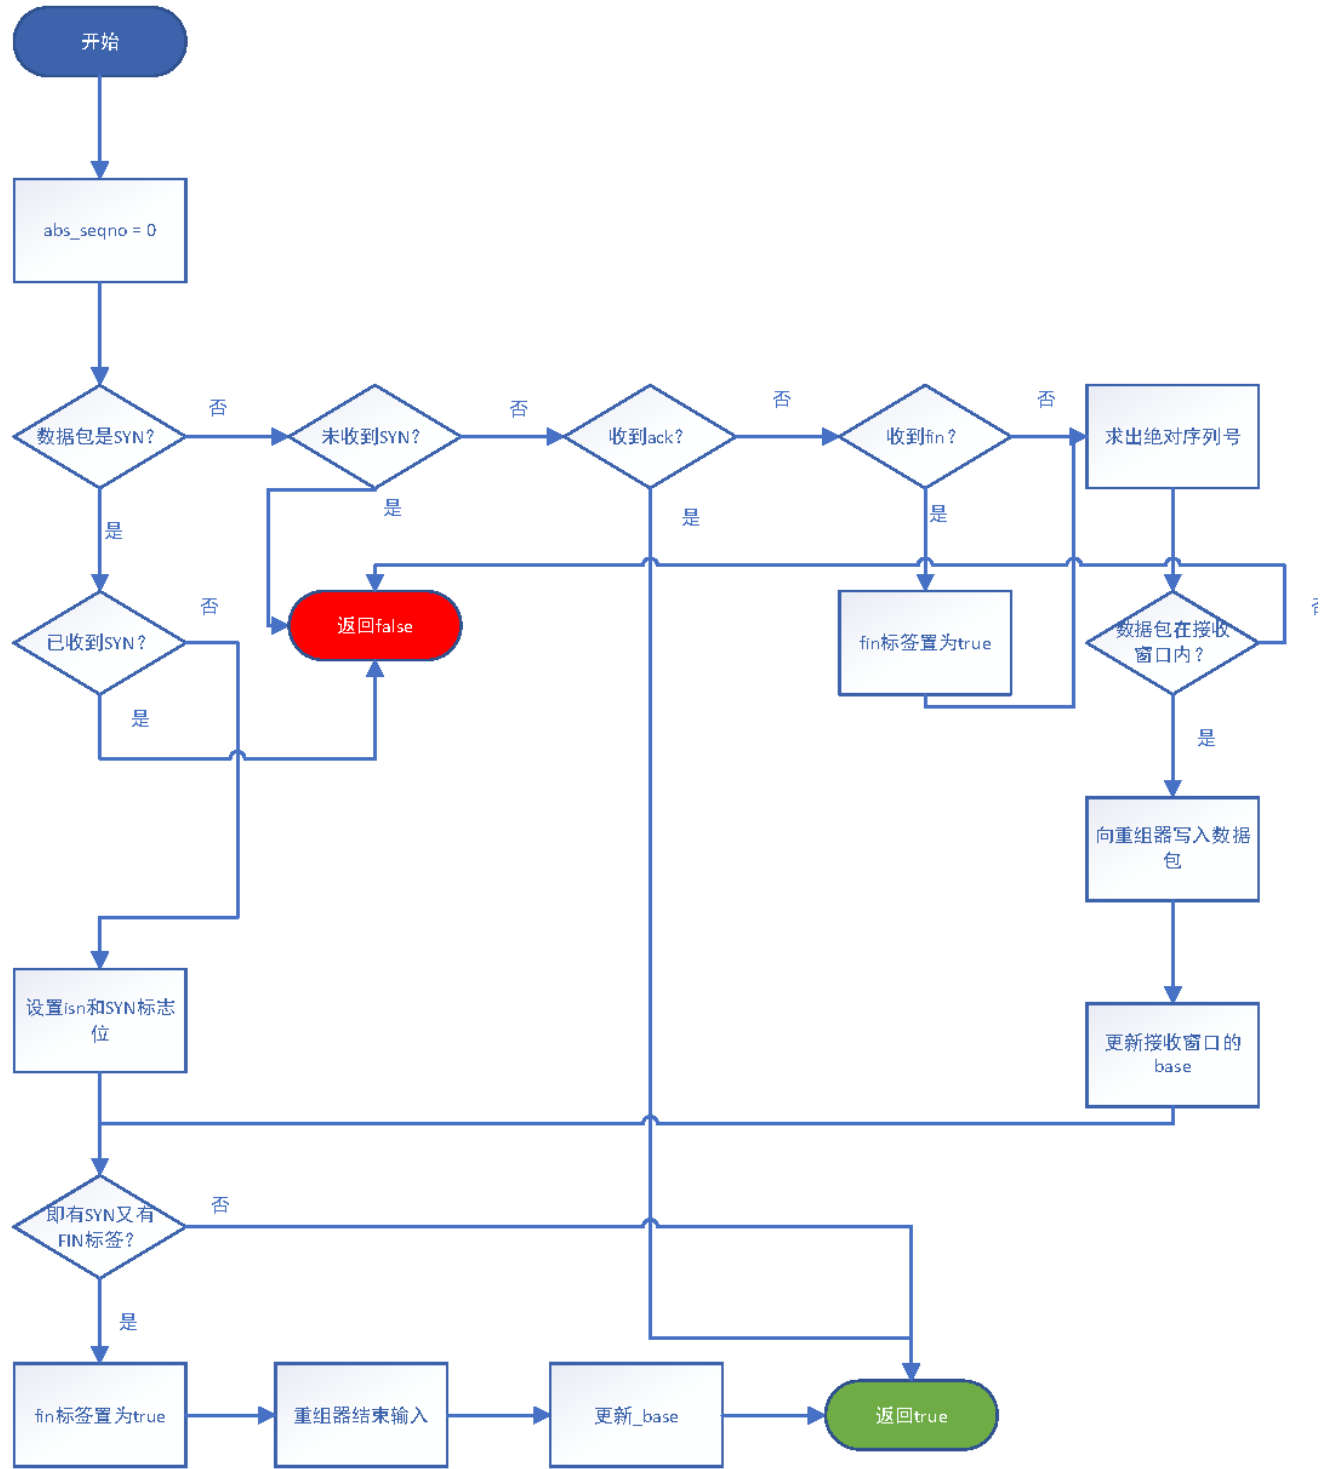 开始
abs_seqno = 0
数据包是SYN？
否
未收到SYN？
否
收到ack？
否
收到fin？
否
求出绝对序列号
是
是
是
是
已收到SYN？
否
返回false
fin标签置为true
数据包在接收
窗口内？
否
是
是
向重组器写入数据
包
设置isn和SYN标志
位
更新接收窗口的
base
即有SYN又有
FIN标签？
否
是
fin标签置为true
重组器结束输入
更新_base
返回true